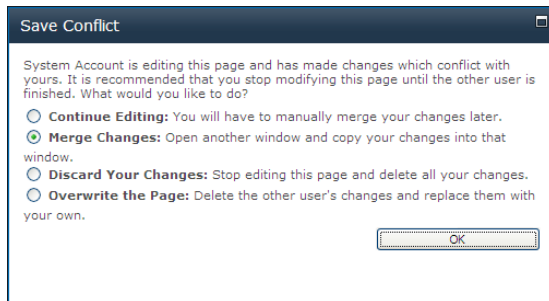 Save Conflict
System Account is editing this page and has made changes which conflict with
yours. It is recommended that you stop modifying this page until the other user is
finished. What would you like to do?
Continue Editing: You will have to manually merge your changes later.
Merge Changes: Open another window and copy your changes into that
window.
Discard Your Changes: Stop editing this page and delete all your changes.
Overwrite the Page: Delete the other user's changes and replace them with
your own.
OK